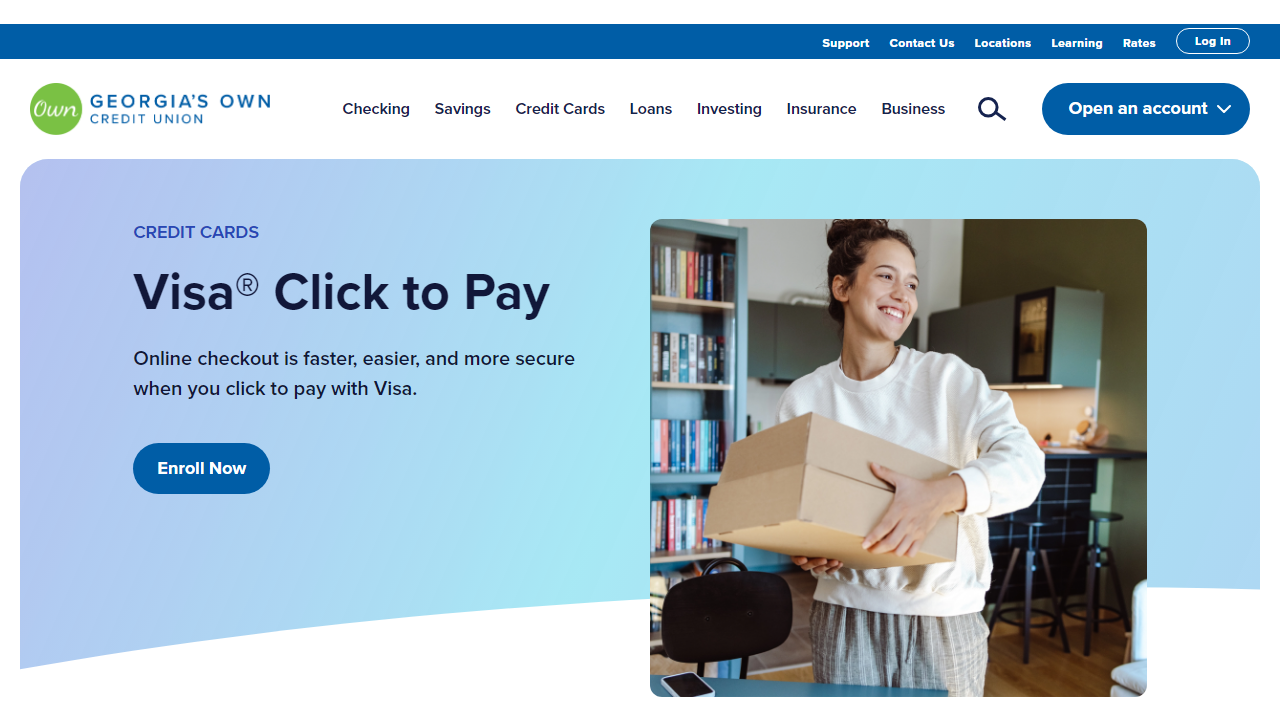 Support Contact Us Locations Learning Rates Log In
Own GEORGIA'S OWN
CREDIT UNION
Checking Savings Credit Cards Loans Investing Insurance Business Open an account
CREDIT CARDS
Visa® Click to Pay
Online checkout is faster, easier, and more secure
when you click to pay with Visa.
Enroll Now